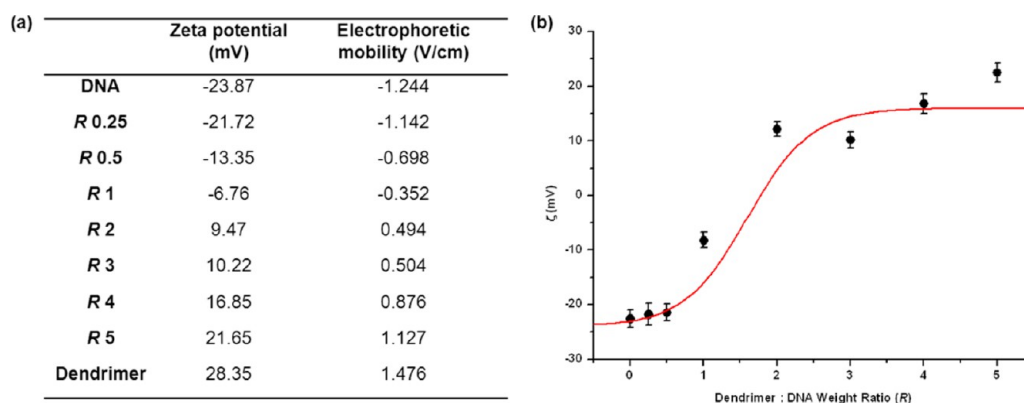 (a)
Zeta potential (mV) Electrophoretic mobility (V/cm)
DNA -23.87 -1.244
R 0.25 -21.72 -1.142
R 0.5 -13.35 -0.698
R 1 -6.76 -0.352
R 2 9.47 0.494
R 3 10.22 0.504
R 4 16.85 0.876
R 5 21.65 1.127
Dendrimer 28.35 1.476
(b)
30
20
10
0
-10
-20
-30
ζ (mV)
0 1 2 3 4 5
Dendrimer : DNA Weight Ratio (R)